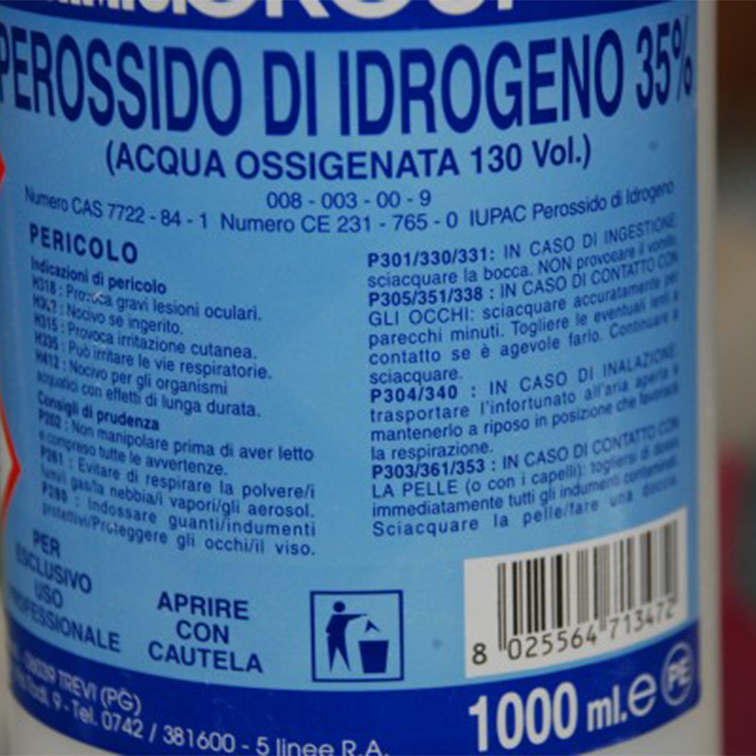 PEROSSIDO DI IDROGENO 35%
(ACQUA OSSIGENATA 130 Vol.)
008 - 003 - 00 - 9
Numero CAS 7722 - 84 - 1 Numero CE 231 - 765 - 0 IUPAC Perossido di Idrogeno
PERICOLO
Indicazioni di pericolo
H318 : Provoca gravi lesioni oculari.
: Nocivo se ingerito.
H315 : Provoca irritazione cutanea.
H335 : Può irritare le vie respiratorie.
H412 : Nocivo per gli organismi
acquatici con effetti di lunga durata.
Consigli di prudenza
P202 : Non manipolare prima di aver letto
e compreso tutte le avvertenze.
P261 : Evitare di respirare la polvere/i
fumi/i gas/la nebbia/i vapori/gli aerosol.
P280 : Indossare guanti/indumenti
protettivi/Proteggere gli occhi/il viso.
P301/330/331: IN CASO DI INGESTIONE:
sciacquare la bocca. NON provocare il vomito.
P305/351/338 : IN CASO DI CONTATTO CON
GLI OCCHI: sciacquare accuratamente per
parecchi minuti. Togliere le eventuali lenti a
contatto se è agevole farlo. Continuare a
sciacquare.
P304/340 : IN CASO DI INALAZIONE:
trasportare l'infortunato all'aria aperta e
mantenerlo a riposo in posizione che favorisca
la respirazione.
P303/361/353 : IN CASO DI CONTATTO CON
LA PELLE (o con i capelli): togliersi di dosso
immediatamente tutti gli indumenti contaminati.
Sciacquare la pelle/fare una doccia.
PER
ESCLUSIVO
USO
PROFESSIONALE
APRIRE
CON
CAUTELA
8 025564 713472
06039 TREVI (PG)
9 - Tel. 0742 / 381600 - 5 linee R.A.
1000 ml. e PE